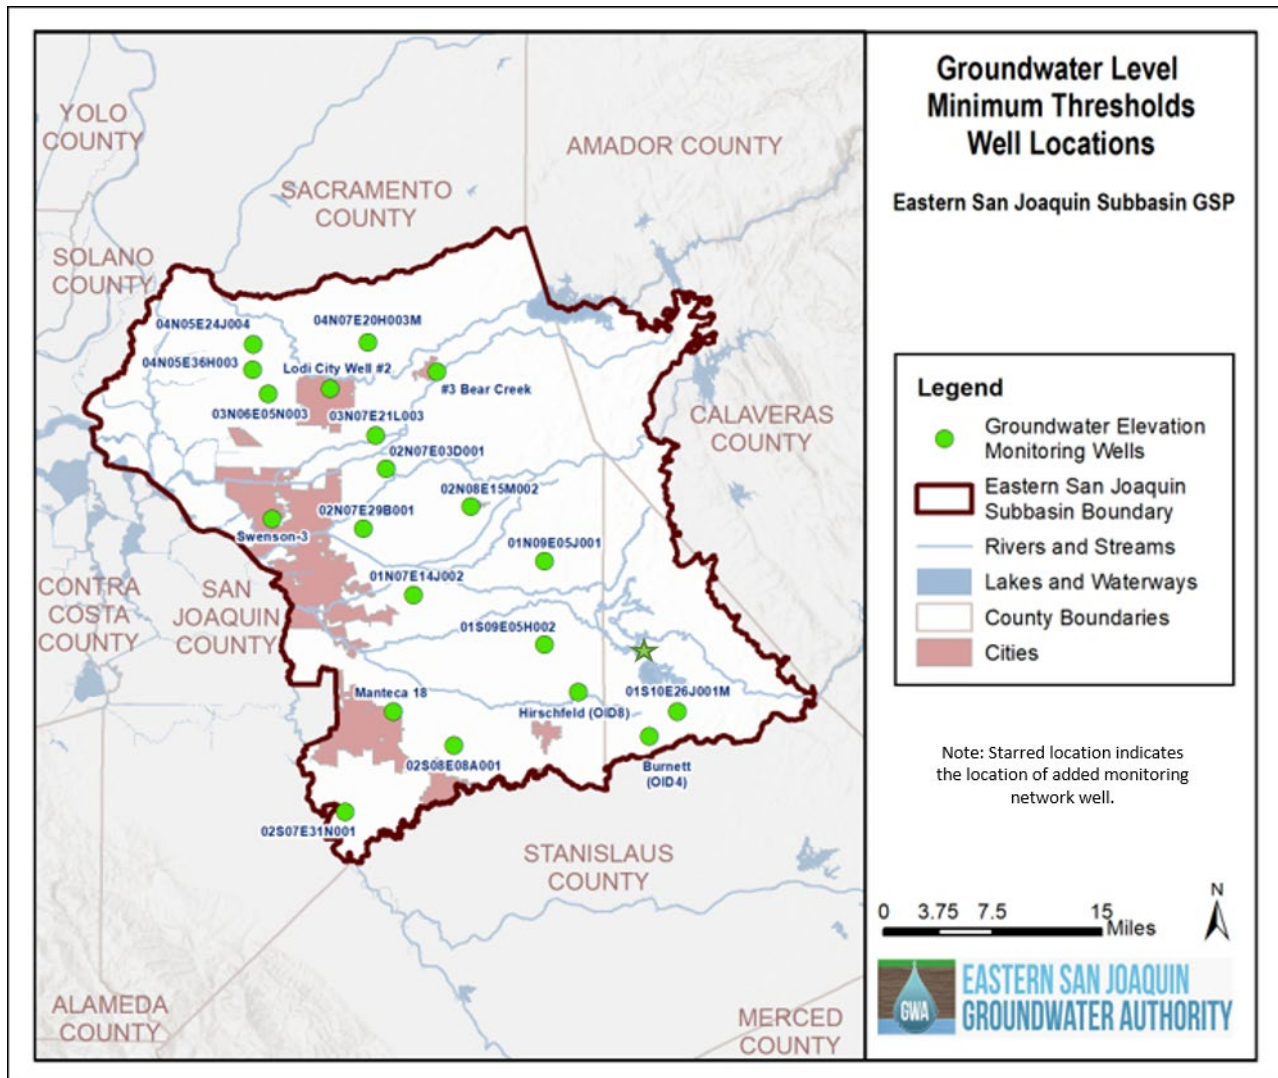 YOLO
COUNTY
AMADOR COUNTY
SACRAMENTO
COUNTY
SOLANO
COUNTY
04N05E24J004
04N07E20H003M
04N05E36H003
Lodi City Well #2
#3 Bear Creek
03N06E05N003
03N07E21L003
CALAVERAS
COUNTY
02N07E03D001
02N08E15M002
02N07E29B001
Swenson-3
01N09E05J001
01N07E14J002
CONTRA
COSTA
COUNTY
SAN
JOAQUIN
COUNTY
01S09E05H002
Manteca 18
01S10E26J001M
Hirschfeld (OID8)
02S08E08A001
Burnett
(OID4)
02S07E31N001
STANISLAUS
COUNTY
ALAMEDA
COUNTY
MERCED
COUNTY
Groundwater Level
Minimum Thresholds
Well Locations
Eastern San Joaquin Subbasin GSP
Legend
Groundwater Elevation
Monitoring Wells
Eastern San Joaquin
Subbasin Boundary
Rivers and Streams
Lakes and Waterways
County Boundaries
Cities
Note: Starred location indicates
the location of added monitoring
network well.
N
0 3.75 7.5 15
Miles
GWA
EASTERN SAN JOAQUIN
GROUNDWATER AUTHORITY